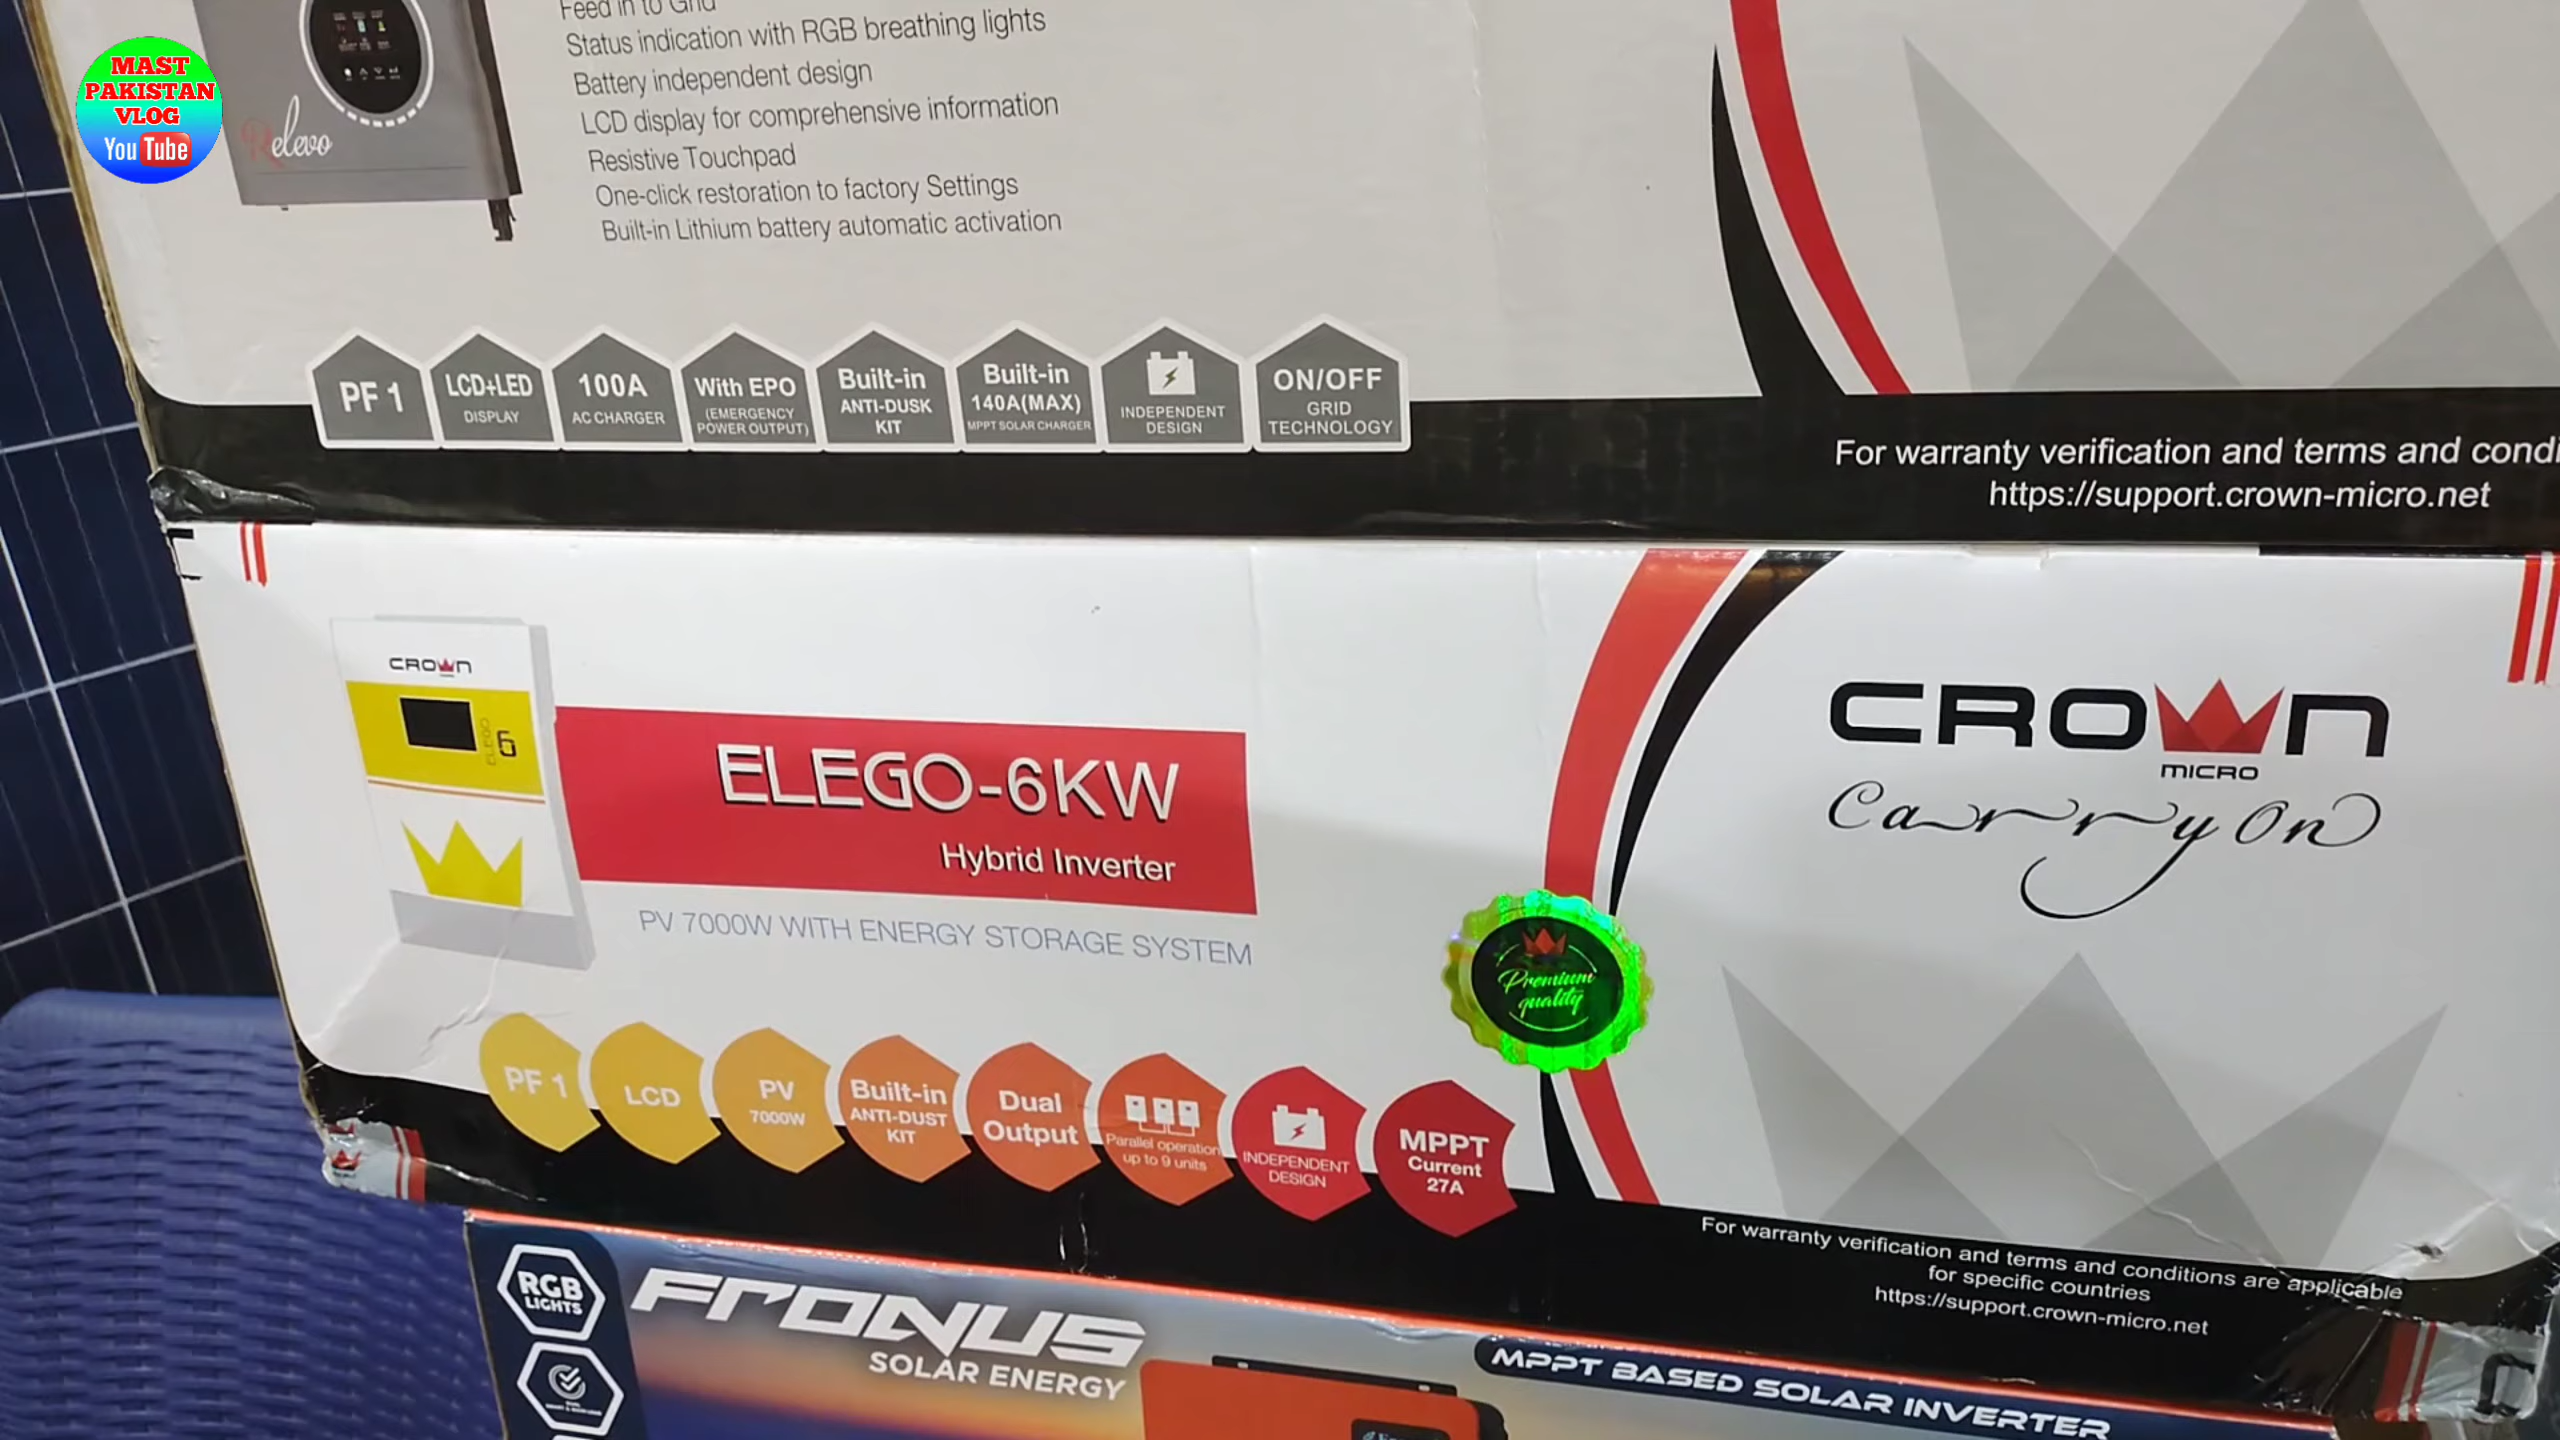 MAST
PAKISTAN
VLOG
YouTube
Relevo
Feed in to Grid
Status indication with RGB breathing lights
Battery independent design
LCD display for comprehensive information
Resistive Touchpad
One-click restoration to factory Settings
Built-in Lithium battery automatic activation
PF 1
LCD+LED
DISPLAY
100A
AC CHARGER
With EPO
(EMERGENCY
POWER OUTPUT)
Built-in
ANTI-DUSK
KIT
Built-in
140A(MAX)
MPPT SOLAR CHARGER
INDEPENDENT
DESIGN
ON/OFF
GRID
TECHNOLOGY
For warranty verification and terms and condi
https://support.crown-micro.net
CROWN
ELEGO
6
ELEGO-6KW
Hybrid Inverter
PV 7000W WITH ENERGY STORAGE SYSTEM
CROWN
MICRO
Carry On
Premium
quality
PF 1
LCD
PV
7000W
Built-in
ANTI-DUST
KIT
Dual
Output
Parallel operation
up to 9 units
INDEPENDENT
DESIGN
MPPT
Current
27A
For warranty verification and terms and conditions are applicable
for specific countries
https://support.crown-micro.net
RGB
LIGHTS
FRONUS
SOLAR ENERGY
MPPT BASED SOLAR INVERTER